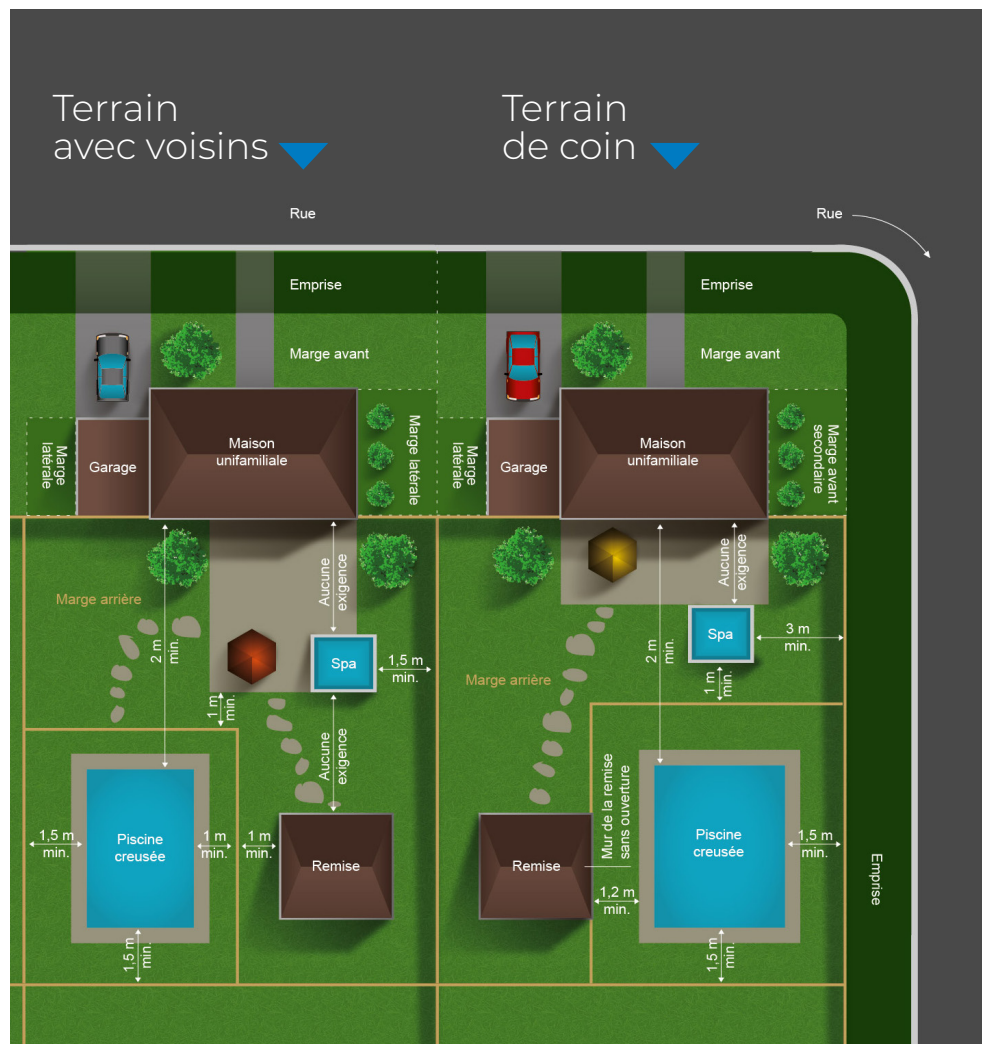 Terrain
avec voisins
Terrain
de coin
Rue
Rue
Emprise
Emprise
Marge avant
Marge avant
Marge
latérale
Garage
Maison
unifamiliale
Marge latérale
Marge
latérale
Garage
Maison
unifamiliale
Marge avant
secondaire
Marge arrière
2 m
min.
Aucune
exigence
Spa
1,5 m
min.
1 m
min.
Aucune
exigence
1,5 m
min.
Piscine
creusée
1 m
min.
1 m
min.
Remise
1,5 m
min.
Marge arrière
2 m
min.
Aucune
exigence
Spa
3 m
min.
1 m
min.
Mur de la remise
sans ouverture
Remise
1,2 m
min.
Piscine
creusée
1,5 m
min.
1,5 m
min.
Emprise